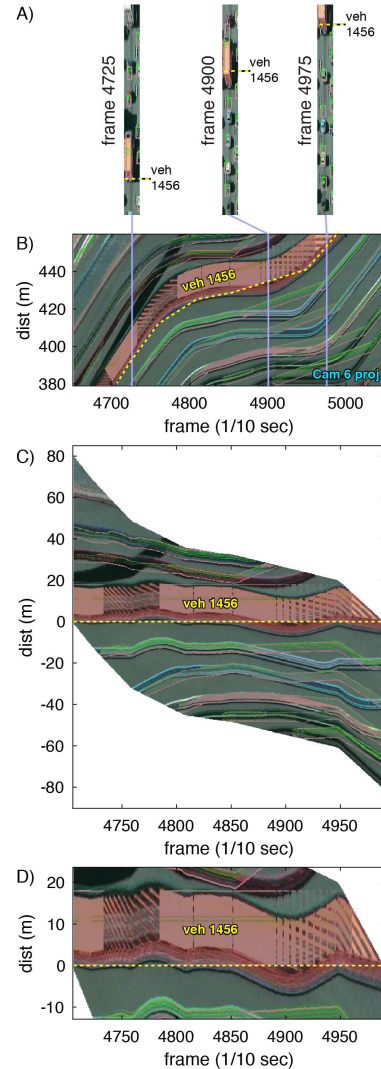 A)
frame 4725
veh
1456
frame 4900
veh
1456
frame 4975
veh
1456
B)
440
420
400
380
dist (m)
veh 1456
Cam 6 proj.
4700
4800
4900
5000
frame (1/10 sec)
C)
80
60
40
20
0
-20
-40
-60
-80
dist (m)
veh 1456
4750
4800
4850
4900
4950
frame (1/10 sec)
D)
20
10
0
-10
dist (m)
veh 1456
4750
4800
4850
4900
4950
frame (1/10 sec)